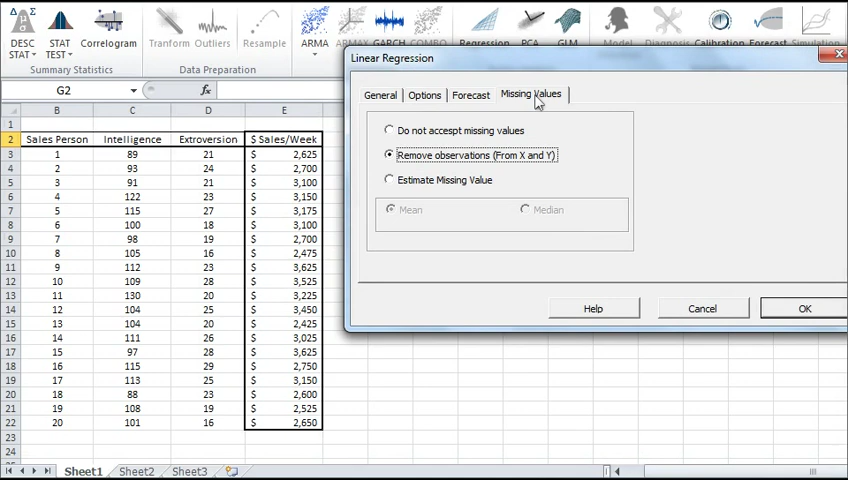 DESC STAT
STAT TEST
Correlogram
Tranform
Outliers
Resample
ARMA
ARMAX
GARCH
COMBO
Regression
PCA
GLM
Model
Diagnosis
Calibration
Forecast
Simulation
Summary Statistics
Data Preparation
Linear Regression
G2
fx
General Options Forecast Missing Values
Do not accespt missing values
Remove observations (From X and Y)
Estimate Missing Value
Mean Median
Help Cancel OK
B C D E
1
2 Sales Person Intelligence Extroversion $ Sales/Week
3 1 89 21 $ 2,625
4 2 93 24 $ 2,700
5 3 91 21 $ 3,100
6 4 122 23 $ 3,150
7 5 115 27 $ 3,175
8 6 100 18 $ 3,100
9 7 98 19 $ 2,700
10 8 105 16 $ 2,475
11 9 112 23 $ 3,625
12 10 109 28 $ 3,525
13 11 130 20 $ 3,225
14 12 104 25 $ 3,450
15 13 104 20 $ 2,425
16 14 111 26 $ 3,025
17 15 97 28 $ 3,625
18 16 115 29 $ 2,750
19 17 113 25 $ 3,150
20 18 88 23 $ 2,600
21 19 108 19 $ 2,525
22 20 101 16 $ 2,650
23
24
Sheet1 Sheet2 Sheet3